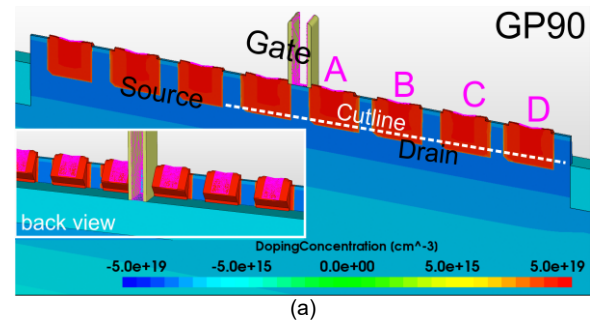 GP90
Gate
A
B
C
D
Source
Cutline
Drain
back view
DopingConcentration (cm^-3)
-5.0e+19 -5.0e+15 0.0e+00 5.0e+15 5.0e+19
(a)